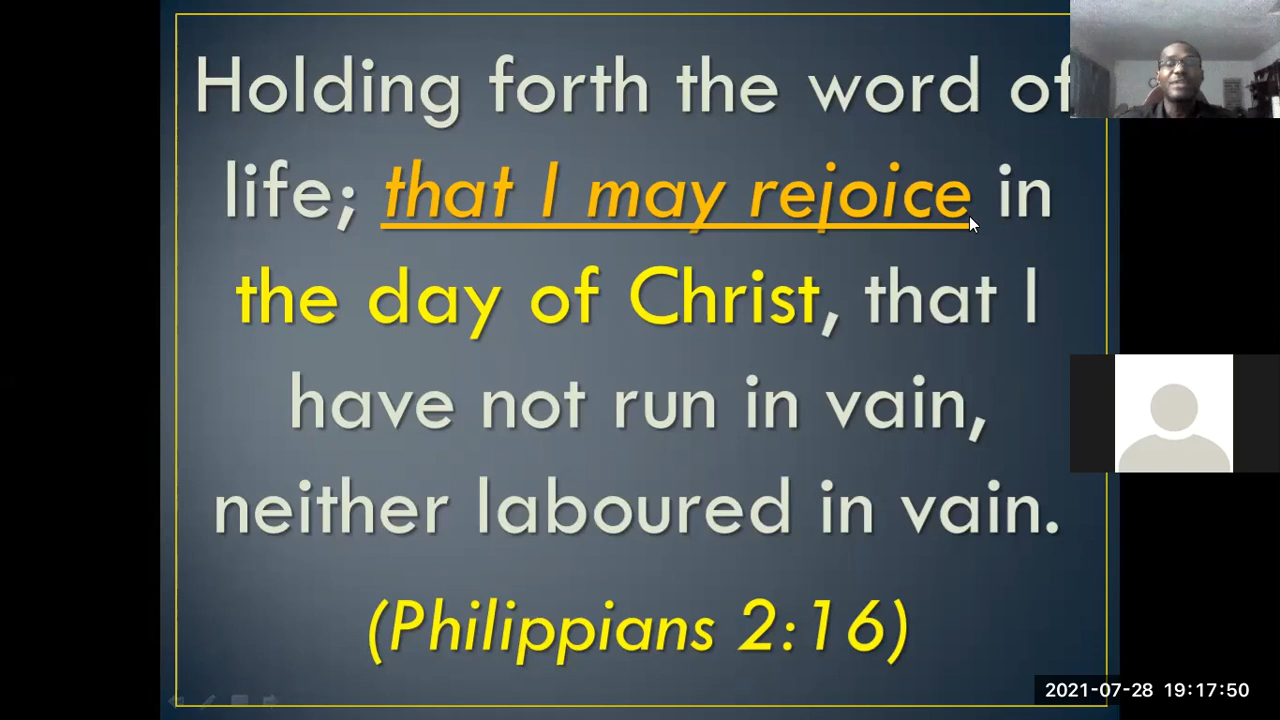 Holding forth the word of
life; that I may rejoice in
the day of Christ, that I
have not run in vain,
neither laboured in vain.
(Philippians 2:16)
2021-07-28 19:17:50